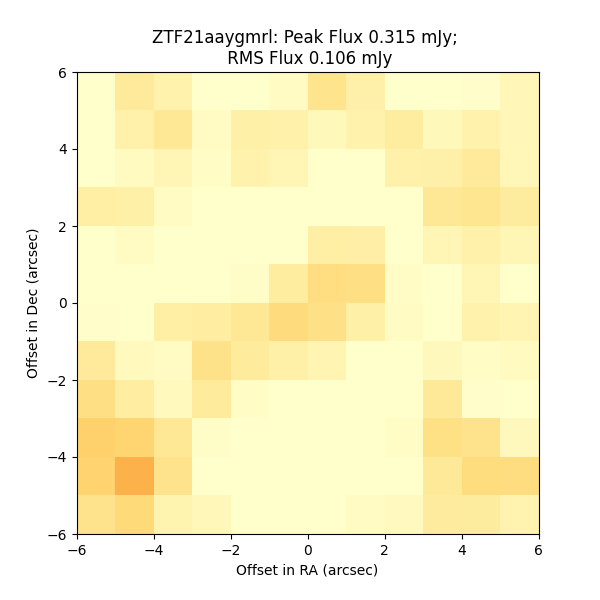 ZTF21aaygmrl: Peak Flux 0.315 mJy;
RMS Flux 0.106 mJy
6
4
2
0
−2
−4
−6
Offset in Dec (arcsec)
−6 −4 −2 0 2 4 6
Offset in RA (arcsec)